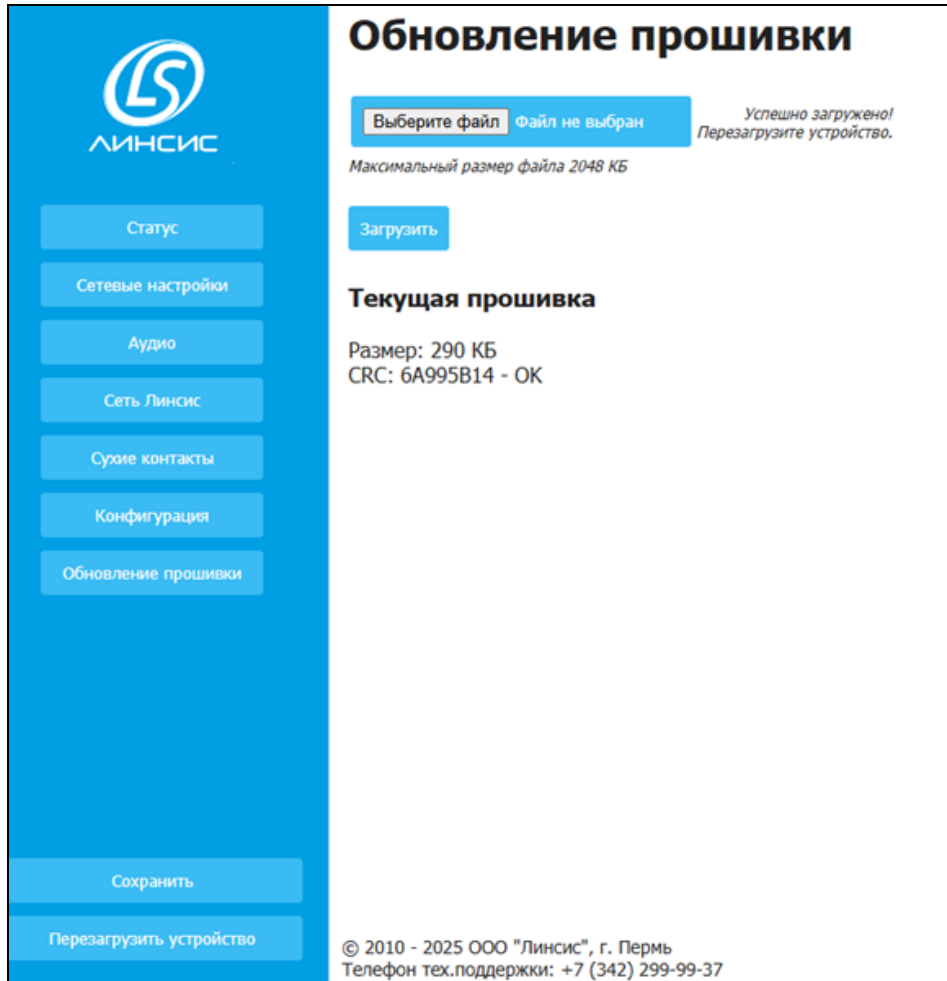 ЛИНСИС
Статус
Сетевые настройки
Аудио
Сеть Линсис
Сухие контакты
Конфигурация
Обновление прошивки
Сохранить
Перезагрузить устройство
Обновление прошивки
Выберите файл Файл не выбран
Успешно загружено!
Перезагрузите устройство.
Максимальный размер файла 2048 КБ
Загрузить
Текущая прошивка
Размер: 290 КБ
CRC: 6A995B14 - OK
© 2010 - 2025 ООО "Линсис", г. Пермь
Телефон тех.поддержки: +7 (342) 299-99-37